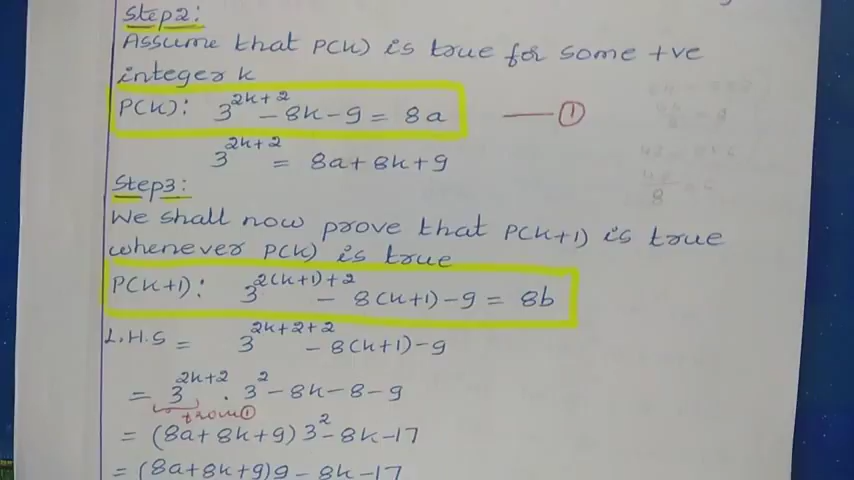 Step2:
Assume that P(k) is true for some +ve
integer k
P(k): 3^{2k+2} - 8k - 9 = 8a —— ①
3^{2k+2} = 8a + 8k + 9
Step3:
We shall now prove that P(k+1) is true
whenever P(k) is true
P(k+1): 3^{2(k+1)+2} - 8(k+1) - 9 = 8b
L.H.S = 3^{2k+2+2} - 8(k+1) - 9
= 3^{2k+2} . 3^2 - 8k - 8 - 9
from ①
= (8a + 8k + 9) 3^2 - 8k - 17
= (8a + 8k + 9) 9 - 8k - 17